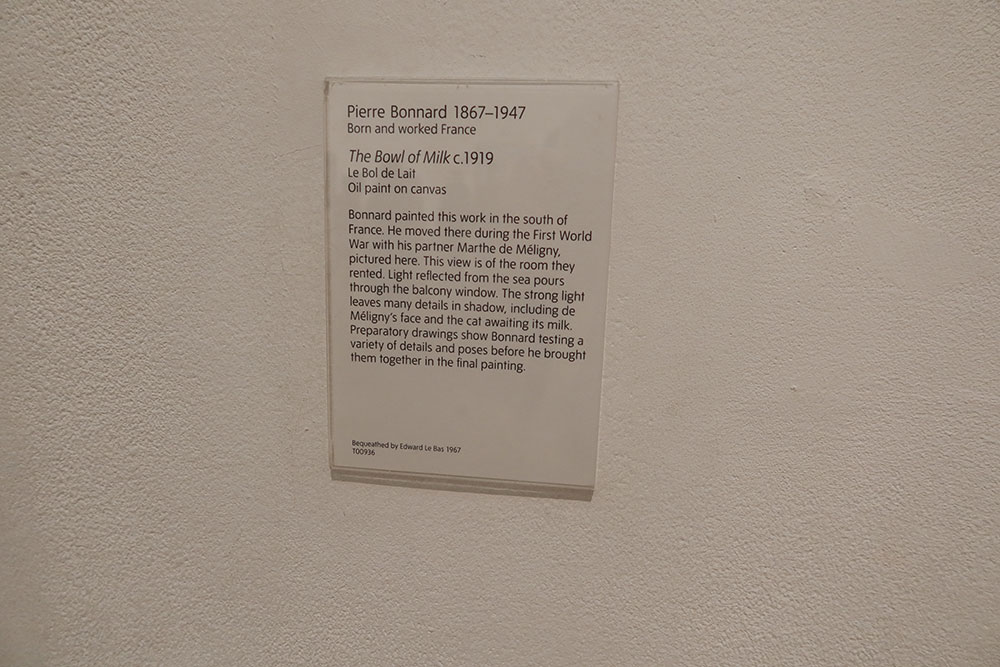 Pierre Bonnard 1867–1947
Born and worked France
The Bowl of Milk c.1919
Le Bol de Lait
Oil paint on canvas
Bonnard painted this work in the south of
France. He moved there during the First World
War with his partner Marthe de Méligny,
pictured here. This view is of the room they
rented. Light reflected from the sea pours
through the balcony window. The strong light
leaves many details in shadow, including de
Méligny's face and the cat awaiting its milk.
Preparatory drawings show Bonnard testing a
variety of details and poses before he brought
them together in the final painting.
Bequeathed by Edward Le Bas 1967
T00936